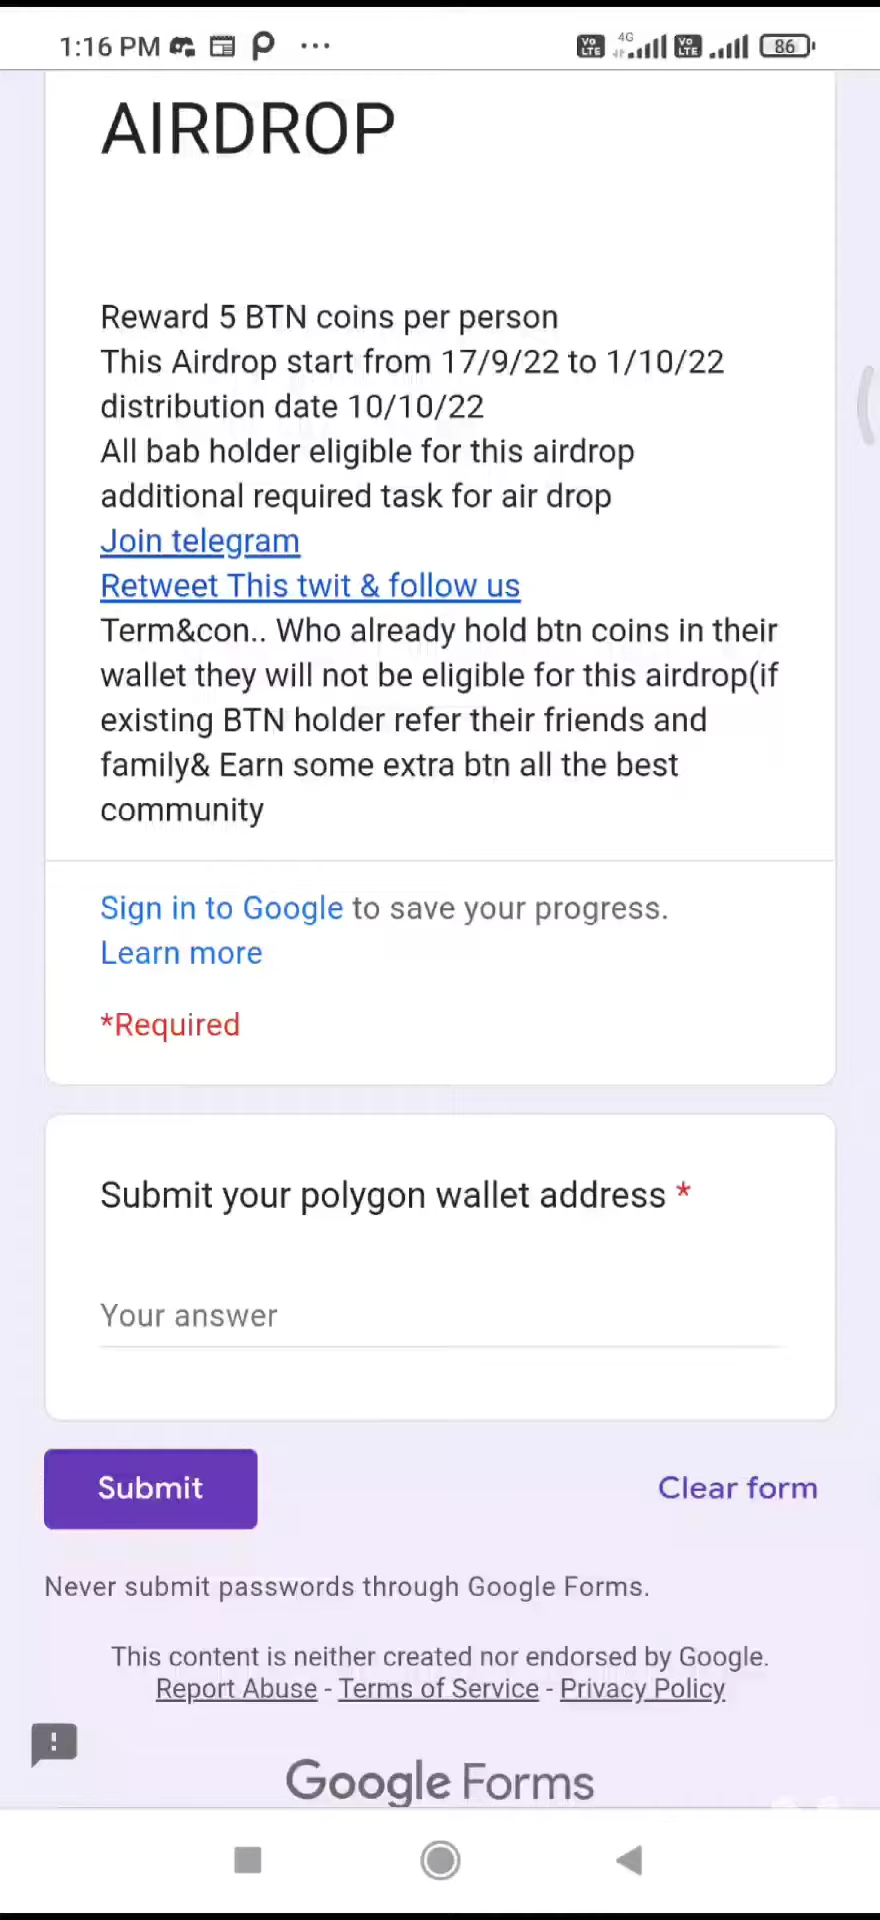 1:16 PM
4G
86
AIRDROP
Reward 5 BTN coins per person
This Airdrop start from 17/9/22 to 1/10/22
distribution date 10/10/22
All bab holder eligible for this airdrop
additional required task for air drop
Join telegram
Retweet This twit & follow us
Term&con.. Who already hold btn coins in their
wallet they will not be eligible for this airdrop(if
existing BTN holder refer their friends and
family& Earn some extra btn all the best
community
Sign in to Google to save your progress.
Learn more
*Required
Submit your polygon wallet address *
Your answer
Submit
Clear form
Never submit passwords through Google Forms.
This content is neither created nor endorsed by Google.
Report Abuse - Terms of Service - Privacy Policy
Google Forms